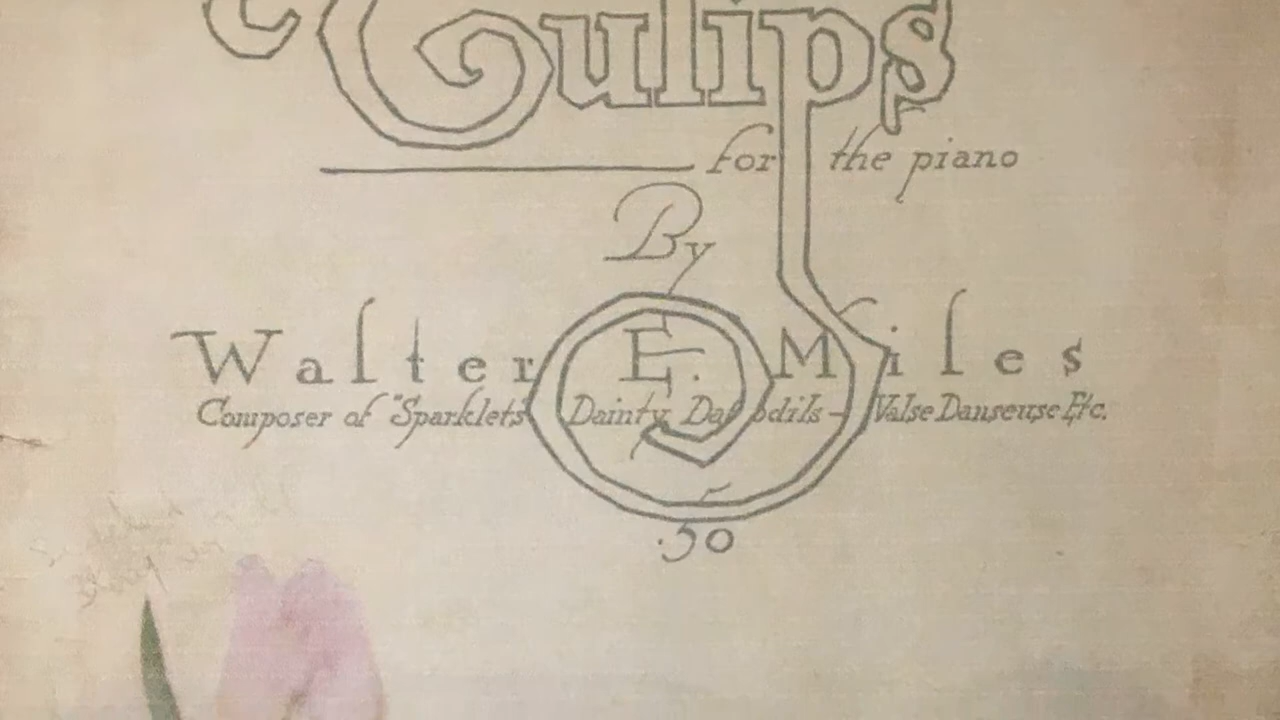 Tulips
for the piano
By
Walter E. Miles
Composer of "Sparklets" Dainty Daffodils - Valse Danseuse Etc.
.50